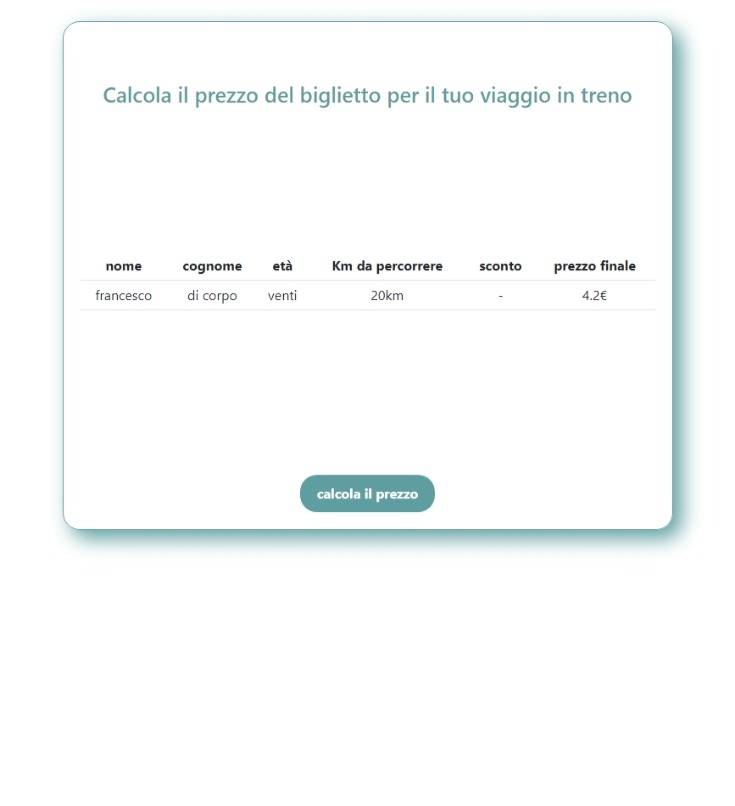 Calcola il prezzo del biglietto per il tuo viaggio in treno
nome cognome età Km da percorrere sconto prezzo finale
francesco di corpo venti 20km - 4.2€
calcola il prezzo